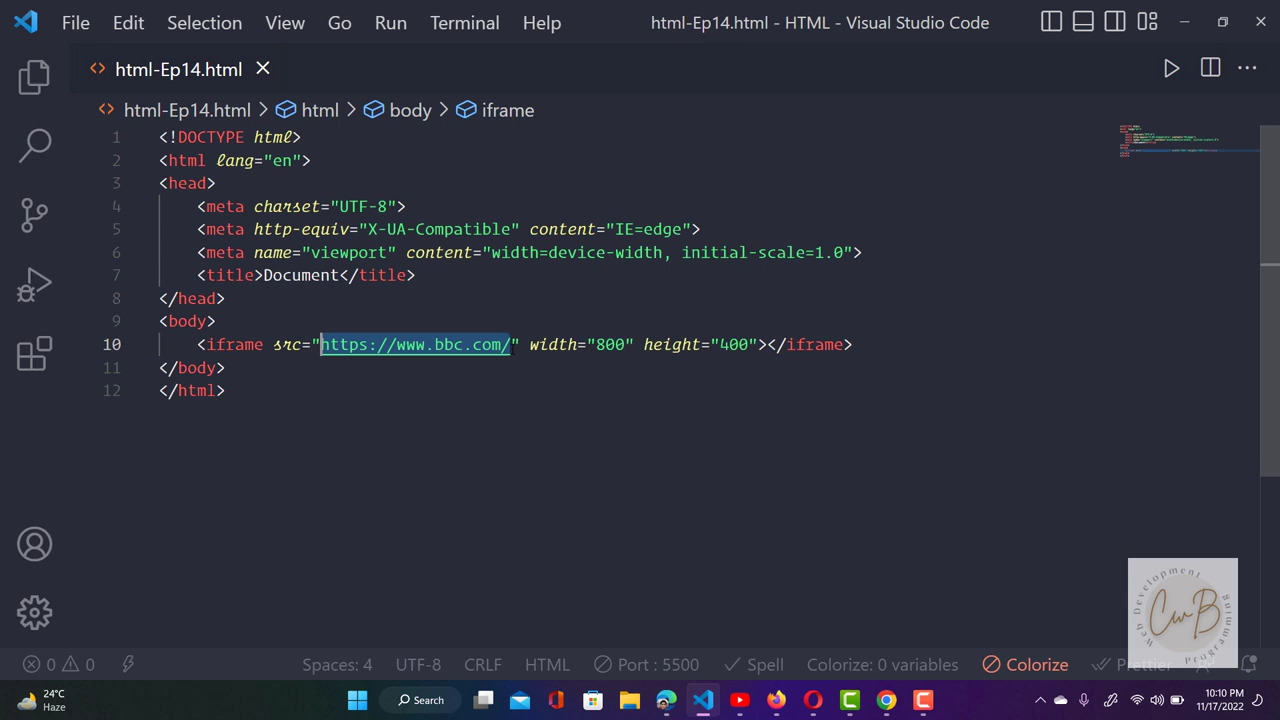 File Edit Selection View Go Run Terminal Help html-Ep14.html - HTML - Visual Studio Code
html-Ep14.html
html-Ep14.html > html > body > iframe
1 <!DOCTYPE html>
2 <html lang="en">
3 <head>
4 <meta charset="UTF-8">
5 <meta http-equiv="X-UA-Compatible" content="IE=edge">
6 <meta name="viewport" content="width=device-width, initial-scale=1.0">
7 <title>Document</title>
8 </head>
9 <body>
10 <iframe src="https://www.bbc.com/" width="800" height="400"></iframe>
11 </body>
12 </html>
Web Development
CwB
Programming
0 0 Spaces: 4 UTF-8 CRLF HTML Port : 5500 Spell Colorize: 0 variables Colorize Prettier
24°C
Haze
Search
10:10 PM
11/17/2022